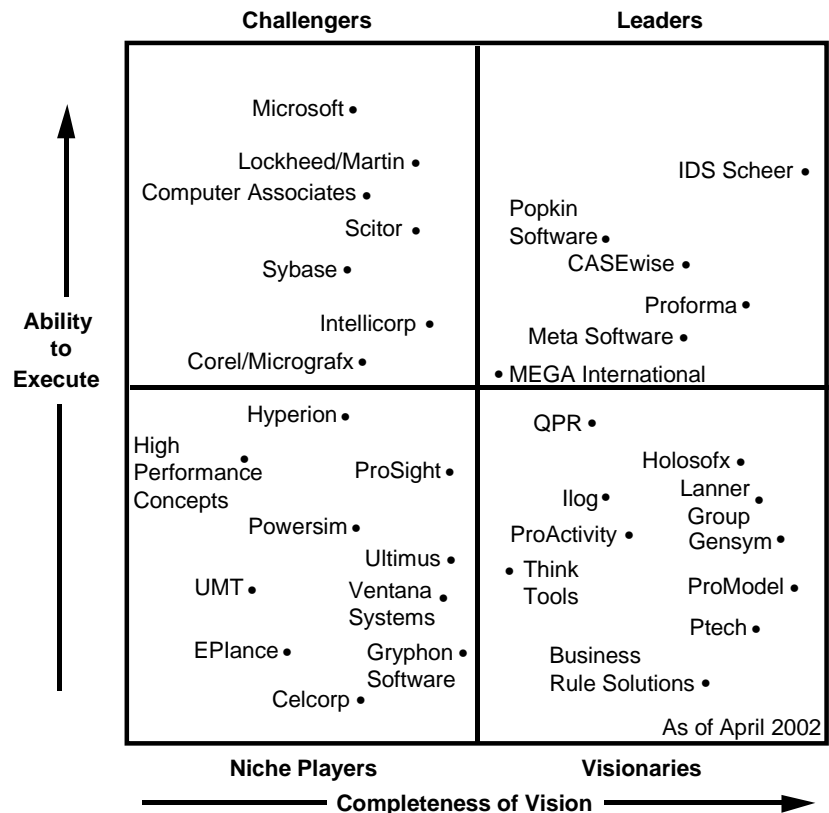 Challengers
Leaders
Microsoft
Lockheed/Martin
Computer Associates
Scitor
Sybase
Intellicorp
Corel/Micrografx
IDS Scheer
Popkin
Software
CASEwise
Proforma
Meta Software
MEGA International
Ability
to
Execute
Hyperion
High
Performance
Concepts
ProSight
Powersim
Ultimus
UMT
Ventana
Systems
EPIance
Gryphon
Software
Celcorp
QPR
Holosofx
Ilog
Lanner
Group
ProActivity
Gensym
Think
Tools
ProModel
Ptech
Business
Rule Solutions
As of April 2002
Niche Players
Visionaries
Completeness of Vision